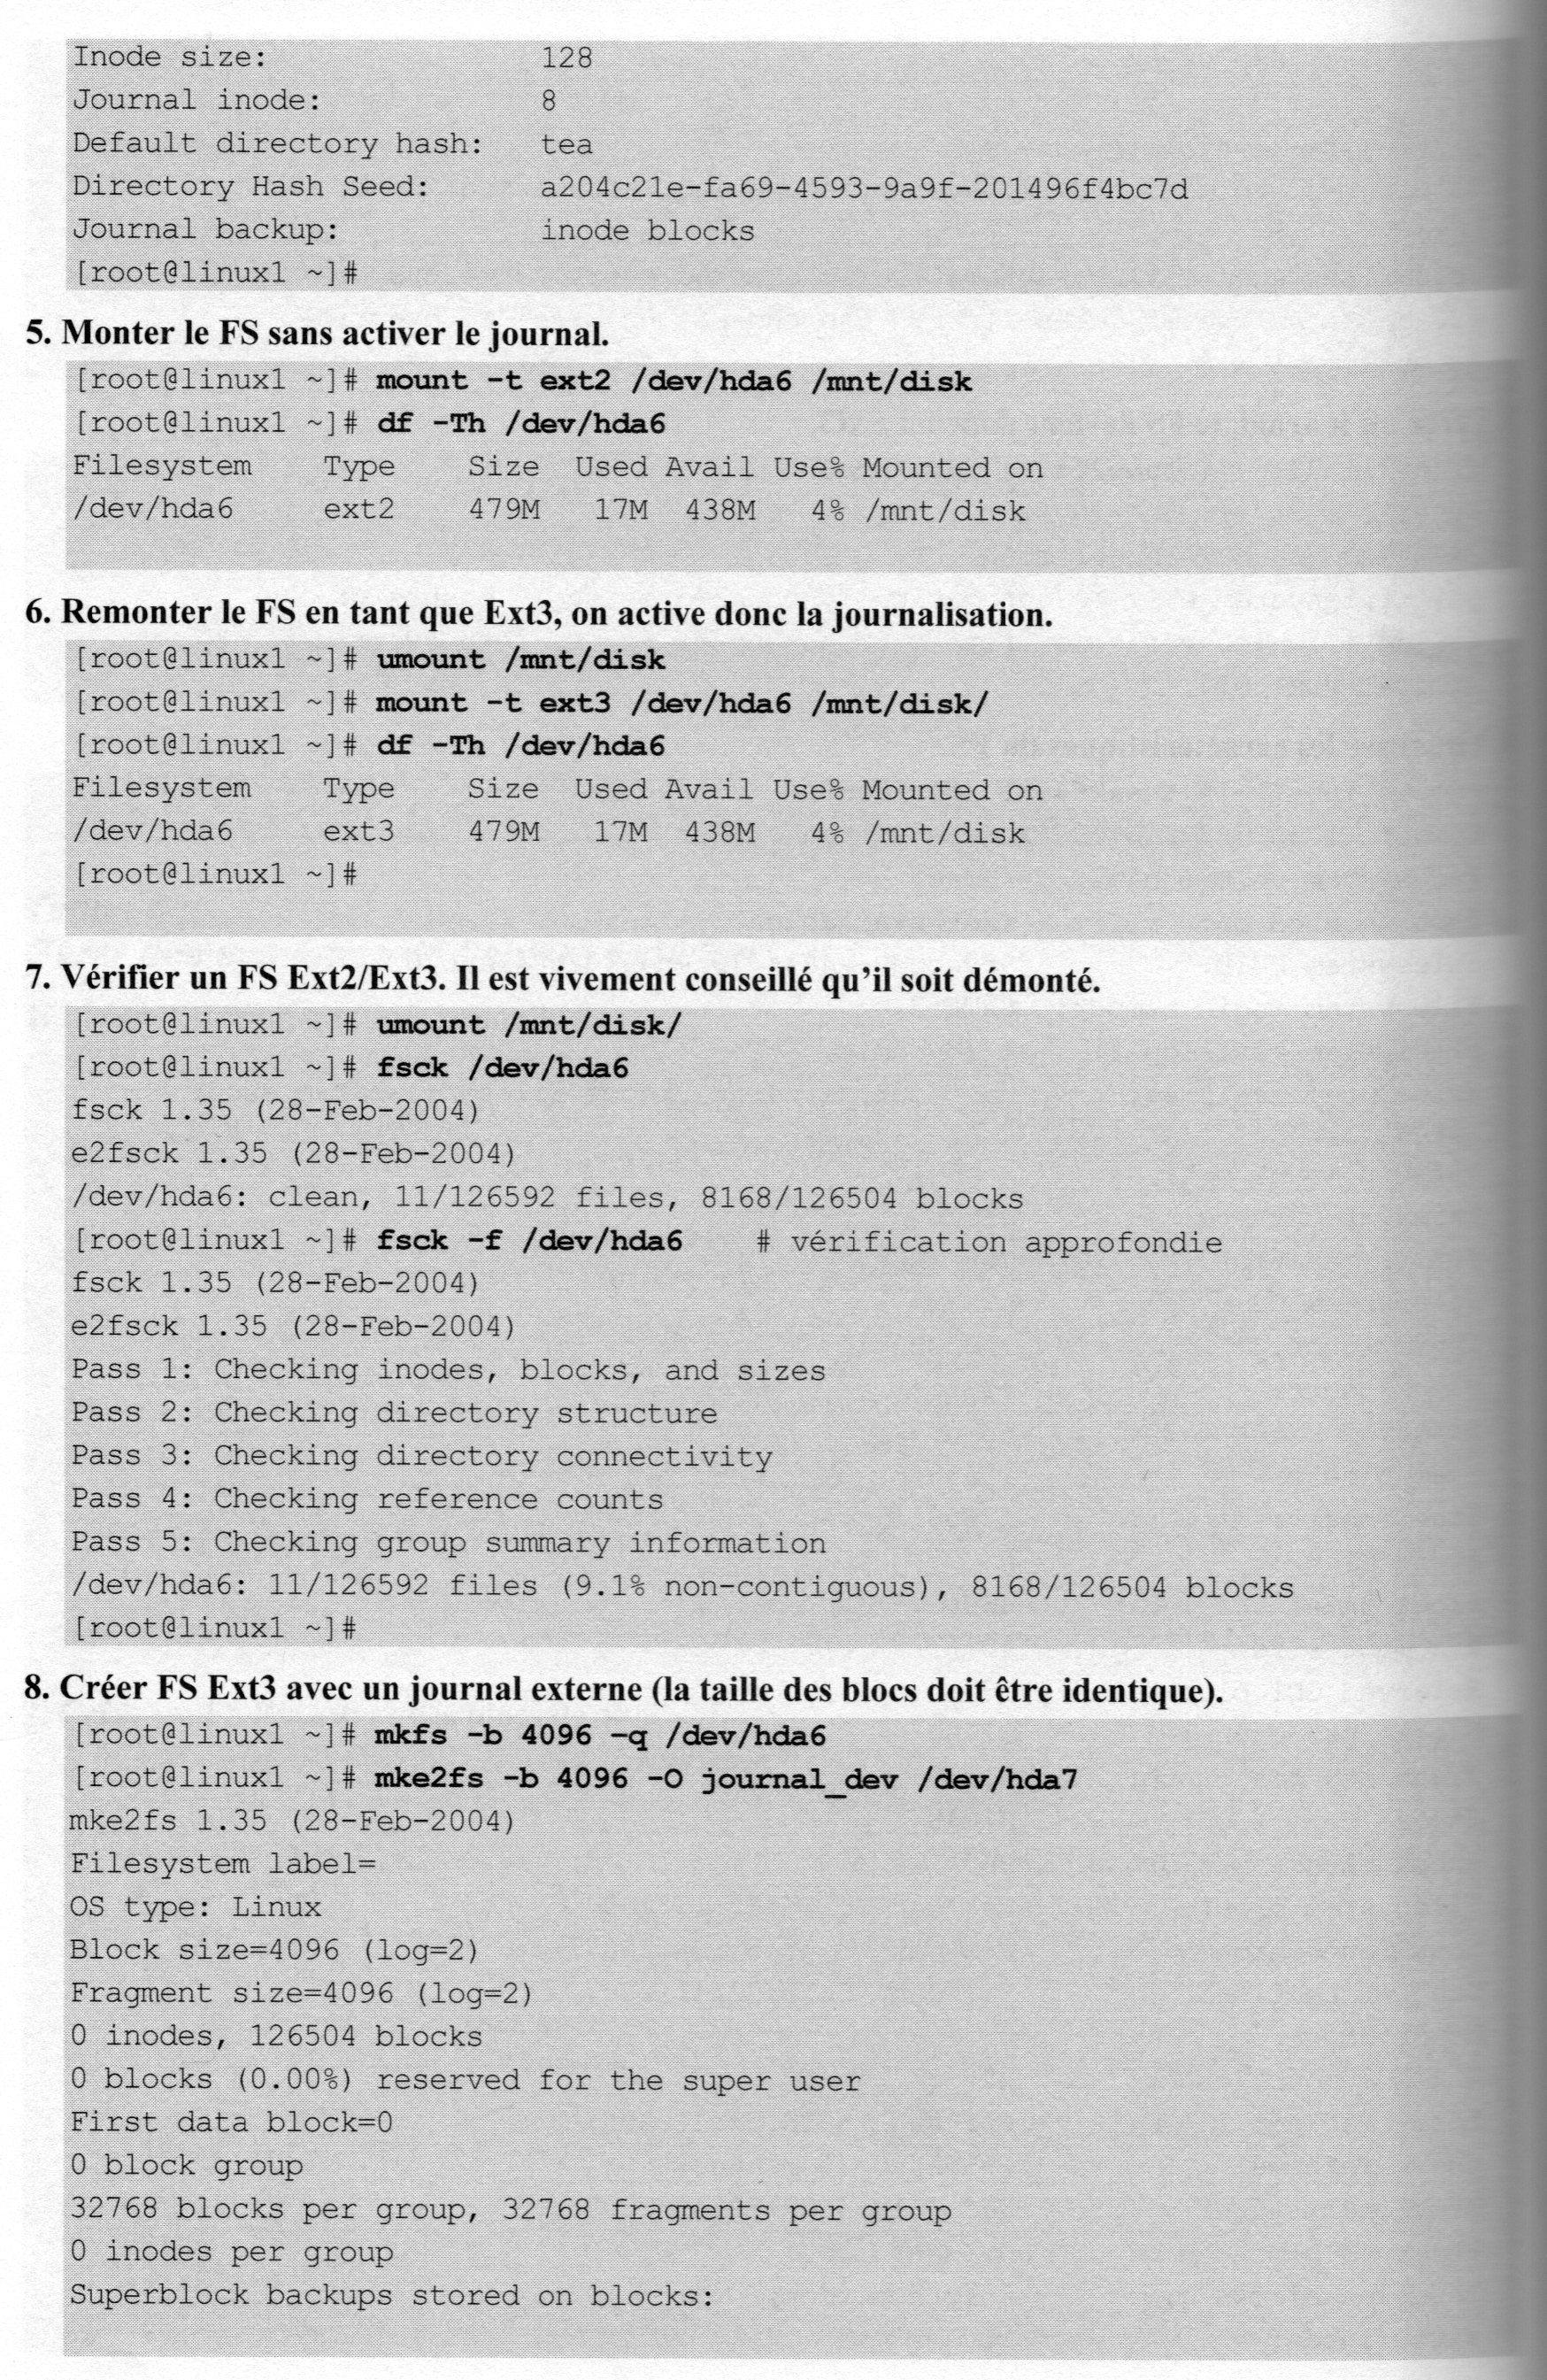 Inode size:                128
Journal inode:             8
Default directory hash:    tea
Directory Hash Seed:       a204c21e-fa69-4593-9a9f-201496f4bc7d
Journal backup:            inode blocks
[root@linux1 ~]#
5. Monter le FS sans activer le journal.
[root@linux1 ~]# mount -t ext2 /dev/hda6 /mnt/disk
[root@linux1 ~]# df -Th /dev/hda6
Filesystem    Type    Size  Used Avail Use% Mounted on
/dev/hda6     ext2    479M   17M  438M   4% /mnt/disk
6. Remonter le FS en tant que Ext3, on active donc la journalisation.
[root@linux1 ~]# umount /mnt/disk
[root@linux1 ~]# mount -t ext3 /dev/hda6 /mnt/disk/
[root@linux1 ~]# df -Th /dev/hda6
Filesystem    Type    Size  Used Avail Use% Mounted on
/dev/hda6     ext3    479M   17M  438M   4% /mnt/disk
[root@linux1 ~]#
7. Vérifier un FS Ext2/Ext3. Il est vivement conseillé qu’il soit démonté.
[root@linux1 ~]# umount /mnt/disk/
[root@linux1 ~]# fsck /dev/hda6
fsck 1.35 (28-Feb-2004)
e2fsck 1.35 (28-Feb-2004)
/dev/hda6: clean, 11/126592 files, 8168/126504 blocks
[root@linux1 ~]# fsck -f /dev/hda6    # vérification approfondie
fsck 1.35 (28-Feb-2004)
e2fsck 1.35 (28-Feb-2004)
Pass 1: Checking inodes, blocks, and sizes
Pass 2: Checking directory structure
Pass 3: Checking directory connectivity
Pass 4: Checking reference counts
Pass 5: Checking group summary information
/dev/hda6: 11/126592 files (9.1% non-contiguous), 8168/126504 blocks
[root@linux1 ~]#
8. Créer FS Ext3 avec un journal externe (la taille des blocs doit être identique).
[root@linux1 ~]# mkfs -b 4096 -q /dev/hda6
[root@linux1 ~]# mke2fs -b 4096 -O journal_dev /dev/hda7
mke2fs 1.35 (28-Feb-2004)
Filesystem label=
OS type: Linux
Block size=4096 (log=2)
Fragment size=4096 (log=2)
0 inodes, 126504 blocks
0 blocks (0.00%) reserved for the super user
First data block=0
0 block group
32768 blocks per group, 32768 fragments per group
0 inodes per group
Superblock backups stored on blocks: